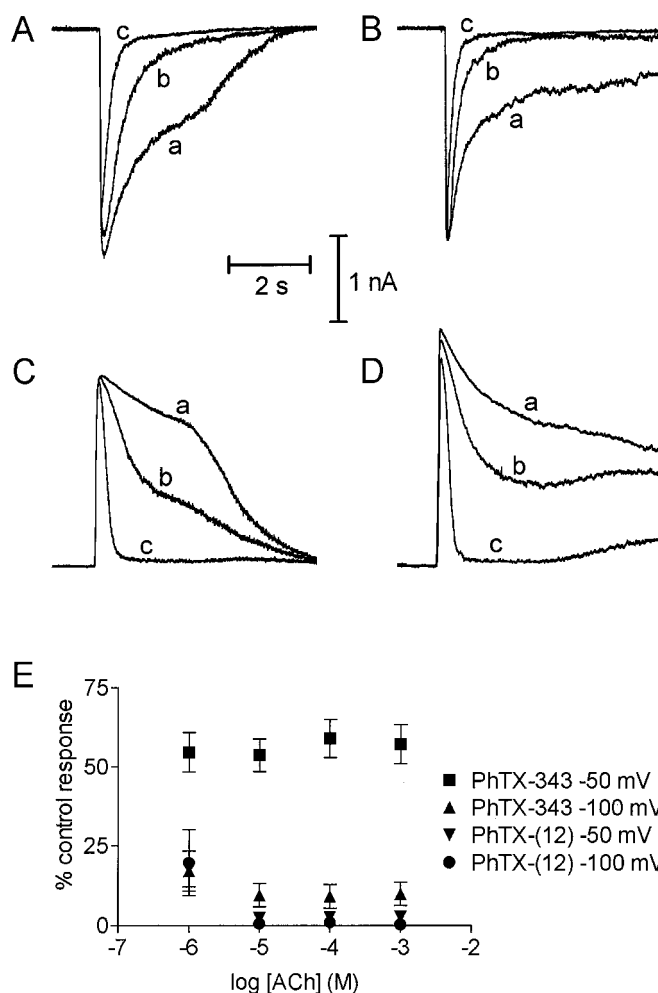 A
B
c
b
a
c
b
a
2 s
1 nA
C
D
a
b
c
a
b
c
E
75
50
25
0
% control response
-7
-6
-5
-4
-3
-2
log [ACh] (M)
PhTX-343 -50 mV
PhTX-343 -100 mV
PhTX-(12) -50 mV
PhTX-(12) -100 mV